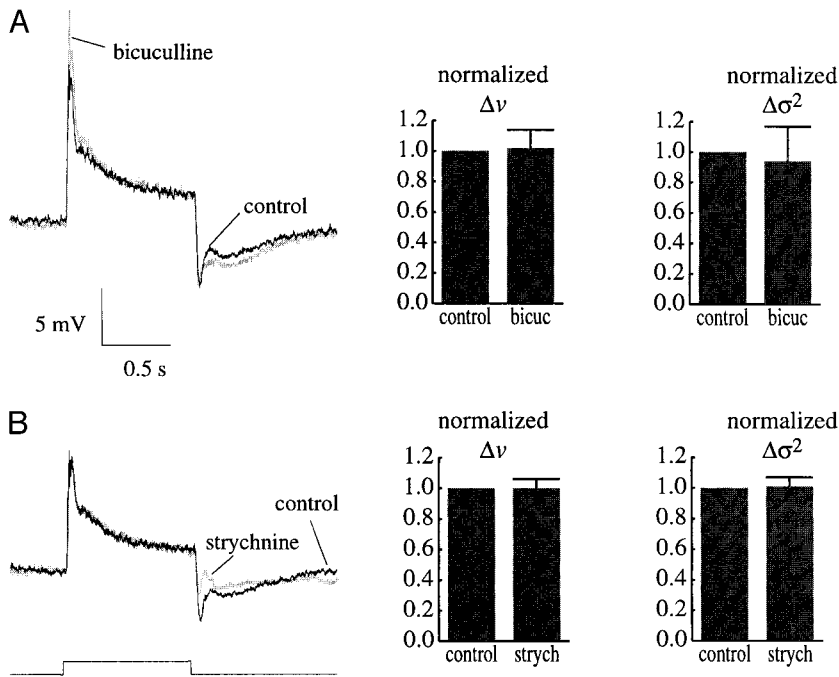 A
bicuculline
control
5 mV
0.5 s
normalized
Δν
1.2
1.0
0.8
0.6
0.4
0.2
0.0
control bicuc
normalized
Δσ²
1.2
1.0
0.8
0.6
0.4
0.2
0.0
control bicuc
B
control
strychnine
normalized
Δν
1.2
1.0
0.8
0.6
0.4
0.2
0.0
control strych
normalized
Δσ²
1.2
1.0
0.8
0.6
0.4
0.2
0.0
control strych